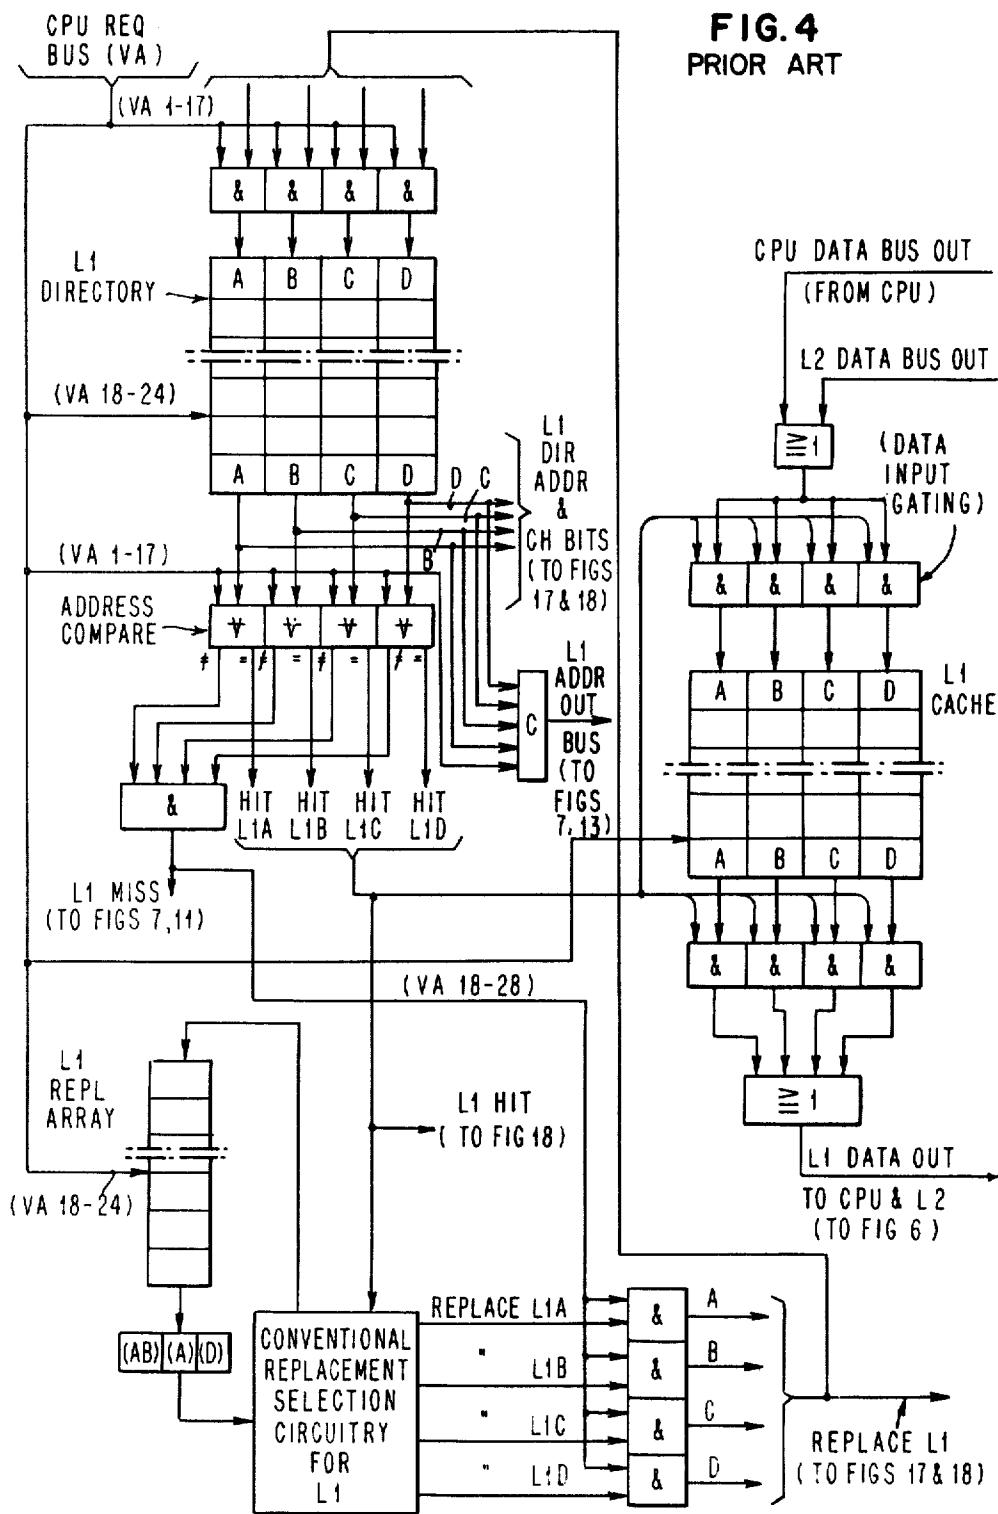 FIG. 4
PRIOR ART
CPU REQ
BUS (VA)
(VA 1-17)
& & & &
L1
DIRECTORY
A B C D
(VA 18-24)
A B C D
D C
B
L1
DIR
ADDR
&
CH BITS
(TO FIGS
17 & 18)
(VA 1-17)
ADDRESS
COMPARE
∀ ∀ ∀ ∀
≠ = ≠ = ≠ = ≠ =
C
L1
ADDR
OUT
BUS
(TO
FIGS
7,13)
&
HIT HIT HIT HIT
L1A L1B L1C L1D
L1 MISS
(TO FIGS 7,11)
(VA 18-28)
CPU DATA BUS OUT
(FROM CPU)
L2 DATA BUS OUT
≥1
(DATA
INPUT
GATING)
& & & &
A B C D
L1
CACHE
A B C D
& & & &
≥1
L1 DATA OUT
TO CPU & L2
(TO FIG 6)
L1
REPL
ARRAY
(VA 18-24)
L1 HIT
(TO FIG 18)
(AB) (A) (D)
CONVENTIONAL
REPLACEMENT
SELECTION
CIRCUITRY
FOR
L1
REPLACE L1A
" L1B
" L1C
" L1D
& A
& B
& C
& D
REPLACE L1
(TO FIGS 17 & 18)